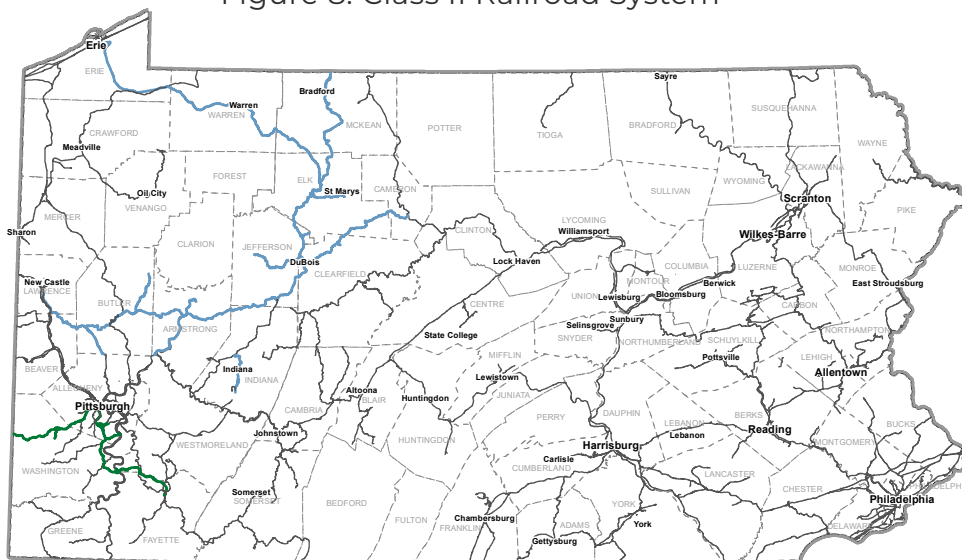 Figure 8: Class II Railroad System
Erie
ERIE
Bradford
Sayre
Warren
WARREN
SUSQUEHANNA
MCKEAN
POTTER
TIOGA
BRADFORD
CRAWFORD
WAYNE
Meadville
LACKAWANNA
FOREST
ELK
WYOMING
St Marys
CAMERON
SULLIVAN
Oil City
VENANGO
Scranton
MERCER
PIKE
LYCOMING
Sharon
CLINTON
Williamsport
Wilkes-Barre
CLARION
JEFFERSON
DuBois
Lock Haven
COLUMBIA
LUZERNE
MONROE
CLEARFIELD
New Castle
LAWRENCE
MONTOUR
Berwick
East Stroudsburg
BUTLER
UNION
Lewisburg
Bloomsburg
CENTRE
CARBON
Sunbury
Selinsgrove
ARMSTRONG
State College
SNYDER
NORTHUMBERLAND
SCHUYLKILL
NORTHAMPTON
MIFFLIN
Pottsville
LEHIGH
BEAVER
Indiana
INDIANA
Lewistown
Allentown
ALLEGHENY
Altoona
BLAIR
Huntingdon
JUNIATA
Pittsburgh
CAMBRIA
PERRY
DAUPHIN
BERKS
LEBANON
BUCKS
Johnstown
Lebanon
Reading
WESTMORELAND
HUNTINGDON
Harrisburg
MONTGOMERY
Carlisle
CUMBERLAND
WASHINGTON
LANCASTER
CHESTER
PHILADELPH
Somerset
SOMERSET
BEDFORD
YORK
Philadelphia
FULTON
Chambersburg
FRANKLIN
ADAMS
York
DELAWARE
GREENE
FAYETTE
Gettysburg